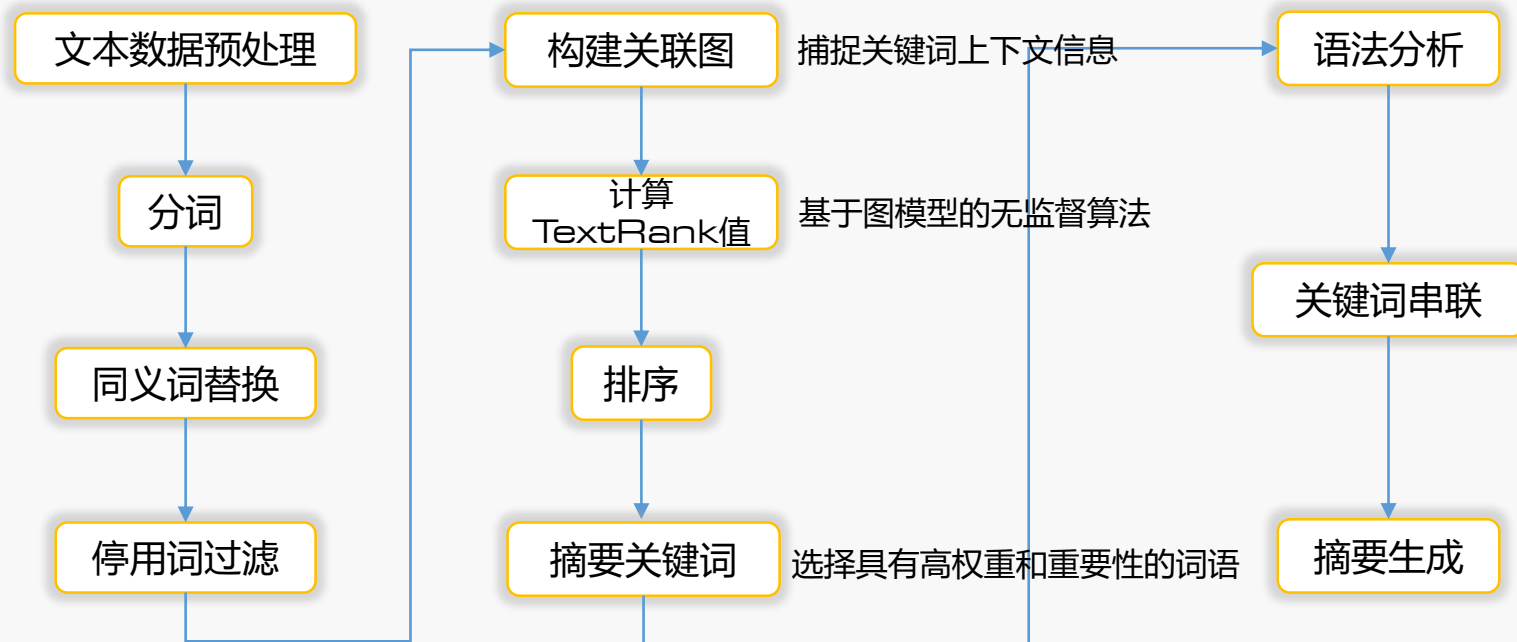 文本数据预处理
分词
同义词替换
停用词过滤
构建关联图
捕捉关键词上下文信息
计算
TextRank值
基于图模型的无监督算法
排序
摘要关键词
选择具有高权重和重要性的词语
语法分析
关键词串联
摘要生成